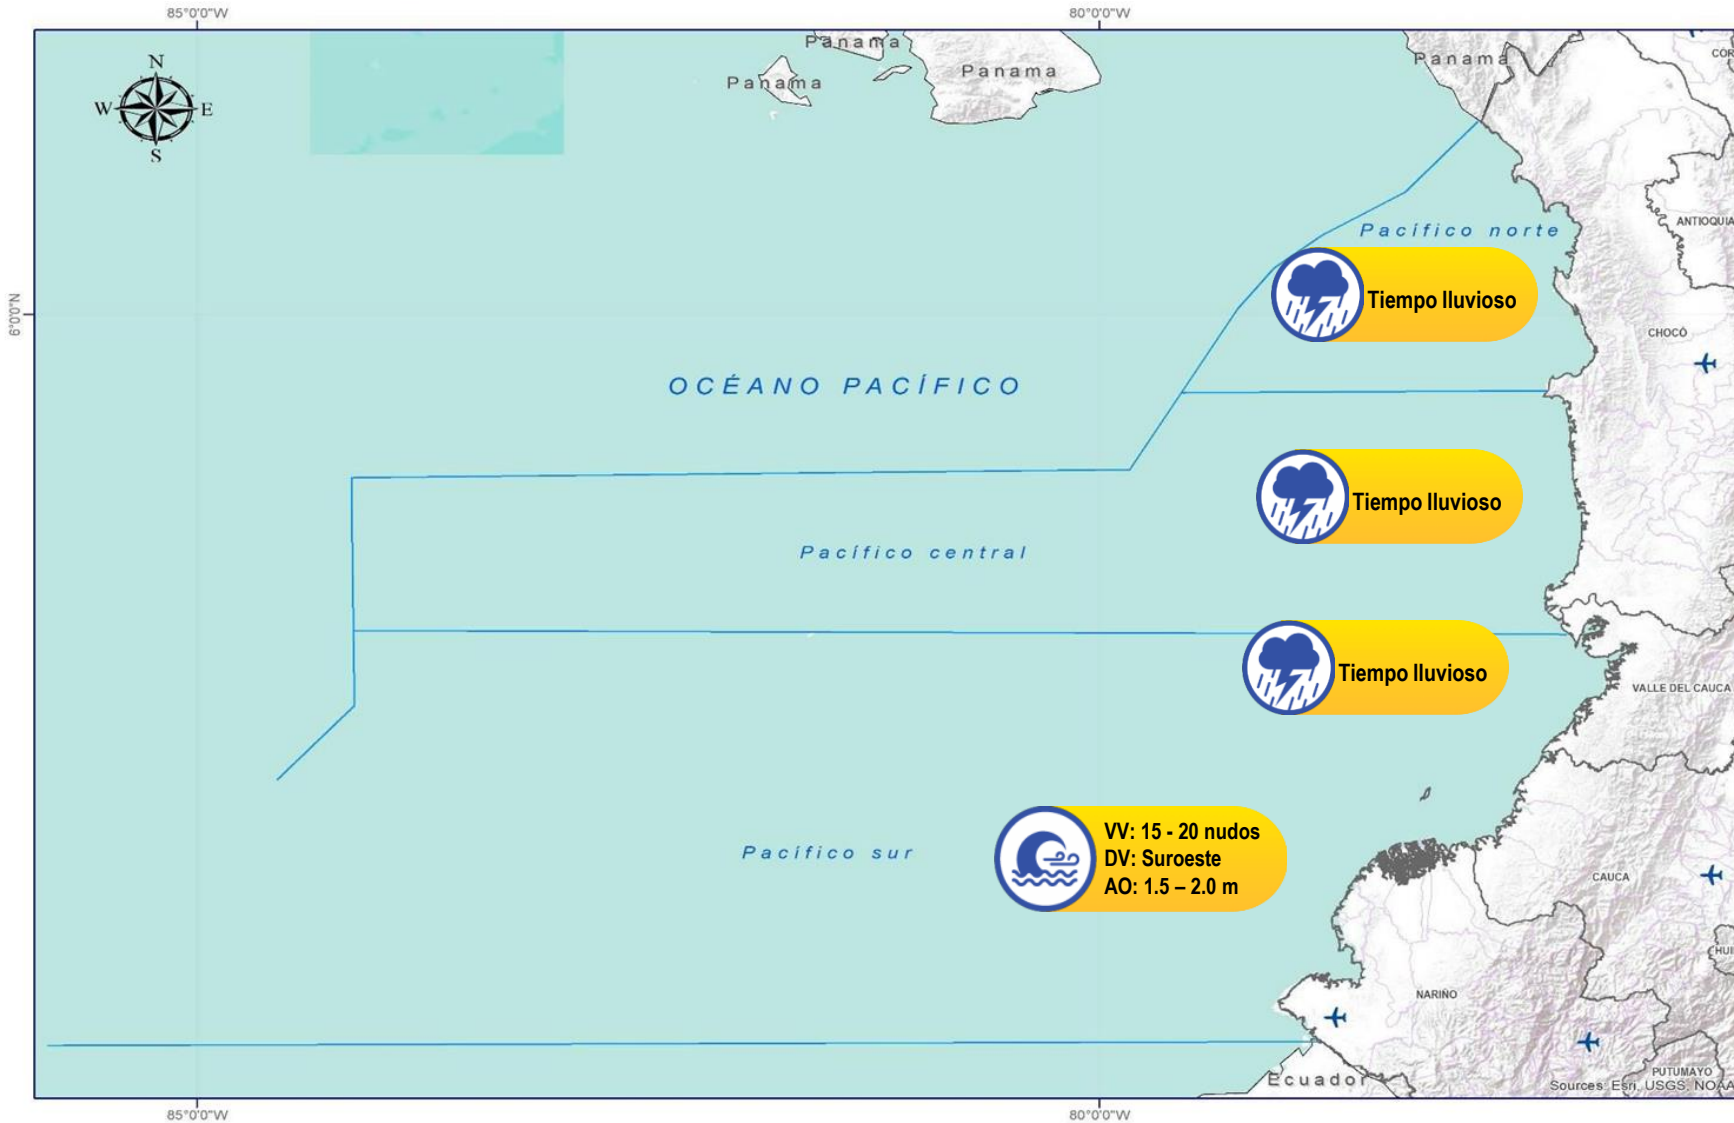 85°0'0"W
80°0'0"W
Panama
Panama
Panama
Panama
N
W
E
S
ANTIOQUIA
Pacífico norte
Tiempo lluvioso
6°0'0"N
CHOCÓ
OCÉANO PACÍFICO
Tiempo lluvioso
Pacífico central
Tiempo lluvioso
VALLE DEL CAUCA
VV: 15 - 20 nudos
DV: Suroeste
AO: 1.5 – 2.0 m
Pacífico sur
CAUCA
NARIÑO
PUTUMAYO
Ecuador
Sources: Esri, USGS, NOAA
85°0'0"W
80°0'0"W